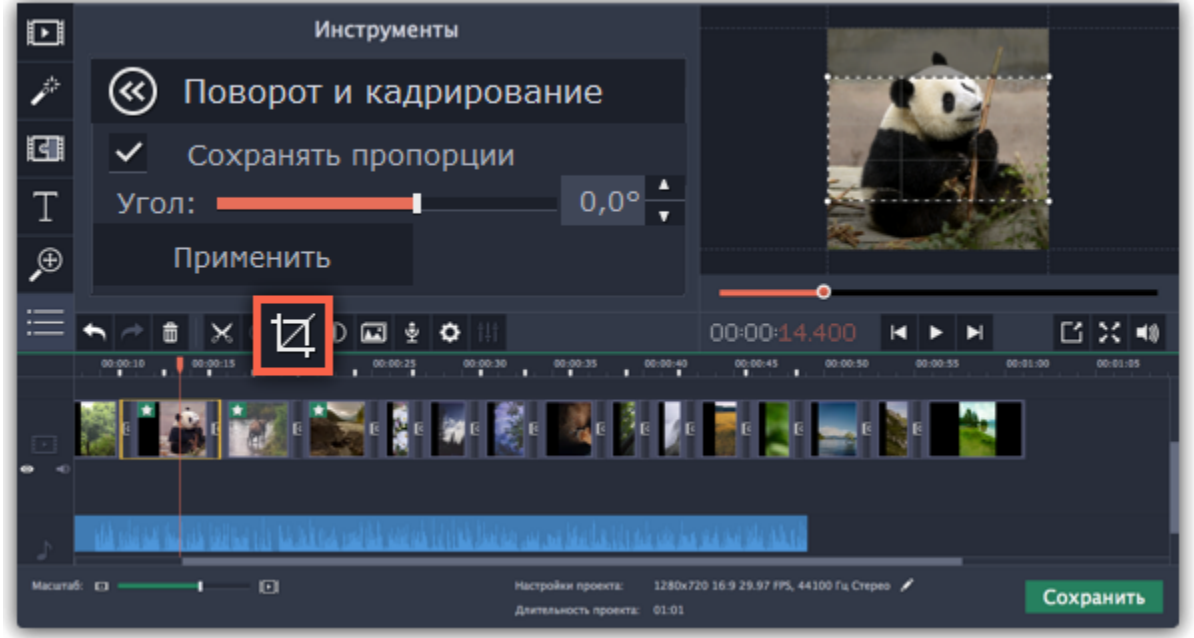 Инструменты
Поворот и кадрирование
Сохранять пропорции
Угол: 0,0°
Применить
00:00:14.400
00:00:10 00:00:15 00:00:25 00:00:30 00:00:35 00:00:40 00:00:45 00:00:50 00:00:55 00:01:00 00:01:05
Масштаб:
Настройки проекта: 1280x720 16:9 29.97 FPS, 44100 Гц Стерео
Длительность проекта: 01:01
Сохранить